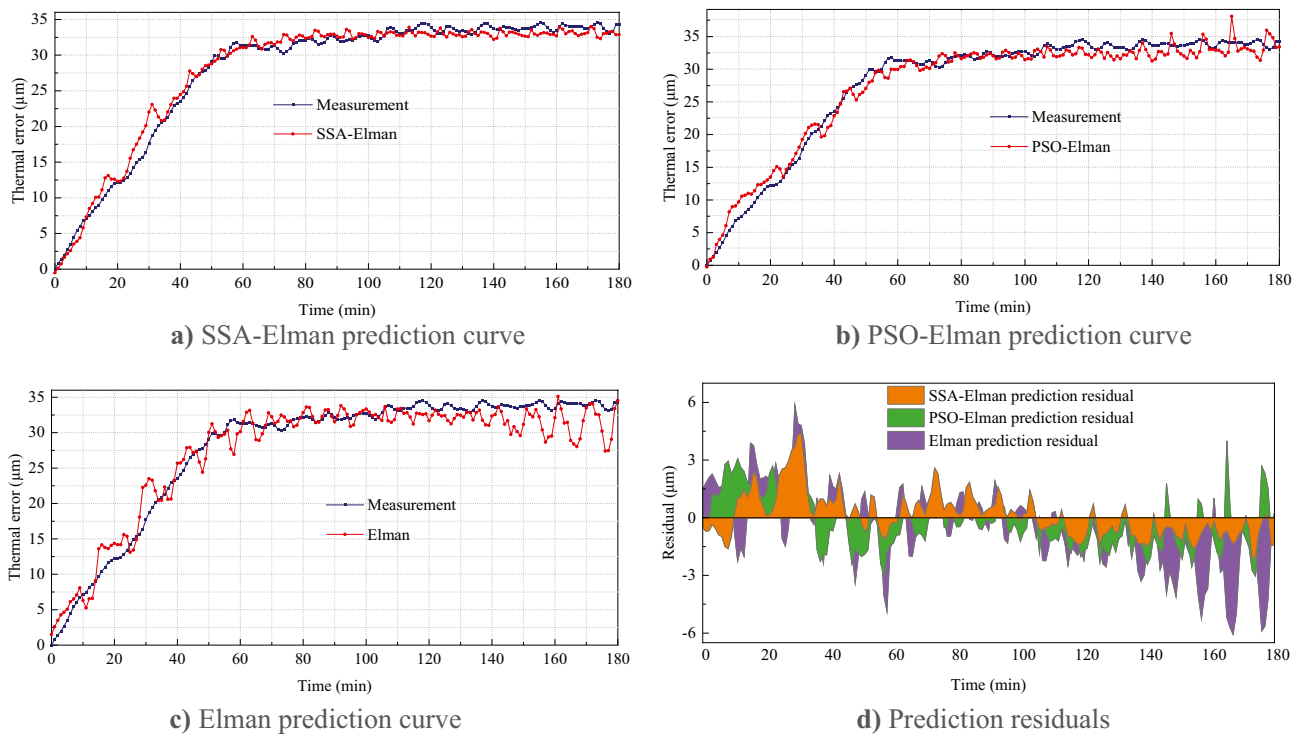 35
30
25
20
15
10
5
0
Thermal error (μm)
Measurement
SSA-Elman
0 20 40 60 80 100 120 140 160 180
Time (min)
a) SSA-Elman prediction curve
35
30
25
20
15
10
5
0
Thermal error (μm)
Measurement
PSO-Elman
0 20 40 60 80 100 120 140 160 180
Time (min)
b) PSO-Elman prediction curve
35
30
25
20
15
10
5
0
Thermal error (μm)
Measurement
Elman
0 20 40 60 80 100 120 140 160 180
Time (min)
c) Elman prediction curve
6
3
0
-3
-6
Residual (μm)
SSA-Elman prediction residual
PSO-Elman prediction residual
Elman prediction residual
0 20 40 60 80 100 120 140 160 180
Time (min)
d) Prediction residuals